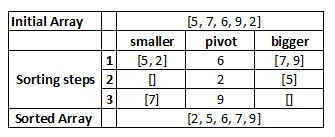 Initial Array [5, 7, 6, 9, 2]
smaller pivot bigger
Sorting steps
1 [5, 2] 6 [7, 9]
2 [] 2 [5]
3 [7] 9 []
Sorted Array [2, 5, 6, 7, 9]